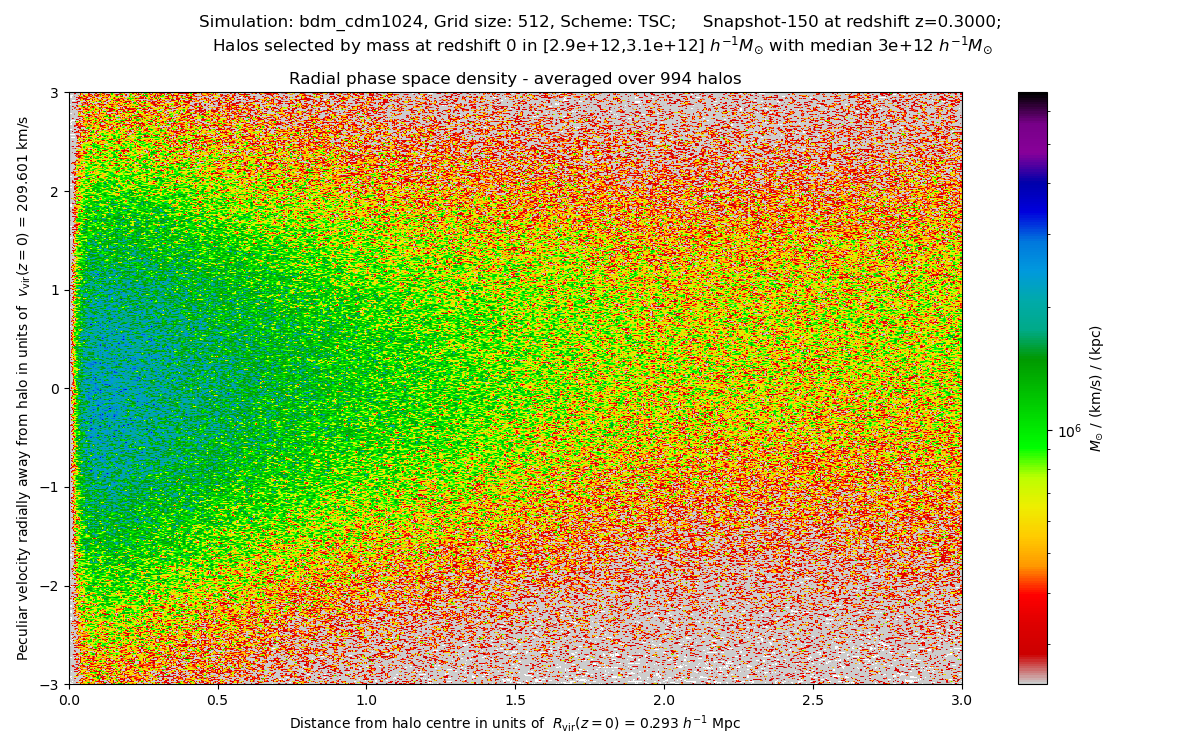 Simulation: bdm_cdm1024, Grid size: 512, Scheme: TSC;     Snapshot-150 at redshift z=0.3000;
Halos selected by mass at redshift 0 in [2.9e+12,3.1e+12] $h^{-1}M_{\odot}$ with median 3e+12 $h^{-1}M_{\odot}$
Radial phase space density - averaged over 994 halos
Peculiar velocity radially away from halo in units of $v_{\rm vir}(z=0)$ = 209.601 km/s
3
2
1
0
−1
−2
−3
0.0 0.5 1.0 1.5 2.0 2.5 3.0
Distance from halo centre in units of $R_{\rm vir}(z=0)$ = 0.293 $h^{-1}$ Mpc
$10^6$
$M_{\odot}$ / (km/s) / (kpc)